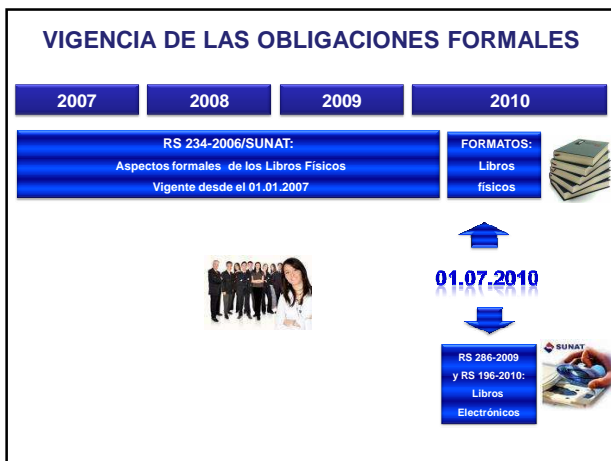 VIGENCIA DE LAS OBLIGACIONES FORMALES
2007 2008 2009 2010
RS 234-2006/SUNAT:
Aspectos formales de los Libros Físicos
Vigente desde el 01.01.2007
FORMATOS:
Libros
físicos
01.07.2010
RS 286-2009
y RS 196-2010:
Libros
Electrónicos
SUNAT